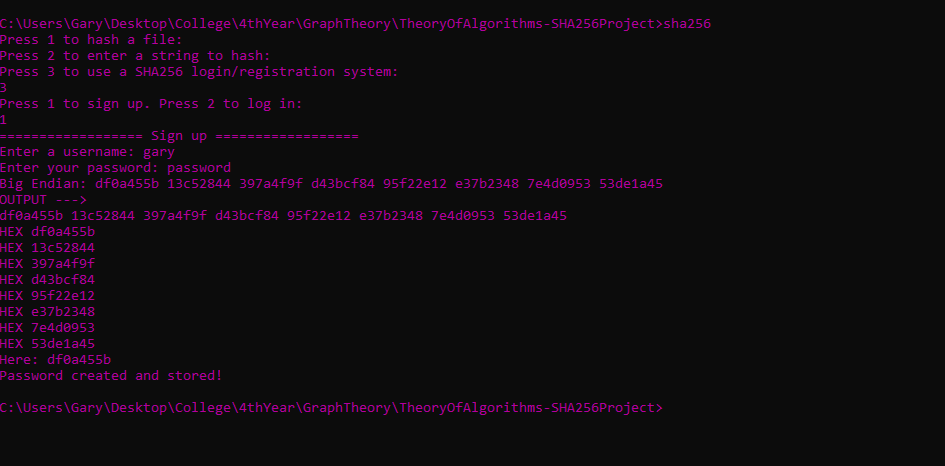 C:\Users\Gary\Desktop\College\4thYear\GraphTheory\TheoryOfAlgorithms-SHA256Project>sha256
Press 1 to hash a file:
Press 2 to enter a string to hash:
Press 3 to use a SHA256 login/registration system:
3
Press 1 to sign up. Press 2 to log in:
1
================== Sign up ==================
Enter a username: gary
Enter your password: password
Big Endian: df0a455b 13c52844 397a4f9f d43bcf84 95f22e12 e37b2348 7e4d0953 53de1a45
OUTPUT --->
df0a455b 13c52844 397a4f9f d43bcf84 95f22e12 e37b2348 7e4d0953 53de1a45
HEX df0a455b
HEX 13c52844
HEX 397a4f9f
HEX d43bcf84
HEX 95f22e12
HEX e37b2348
HEX 7e4d0953
HEX 53de1a45
Here: df0a455b
Password created and stored!
C:\Users\Gary\Desktop\College\4thYear\GraphTheory\TheoryOfAlgorithms-SHA256Project>